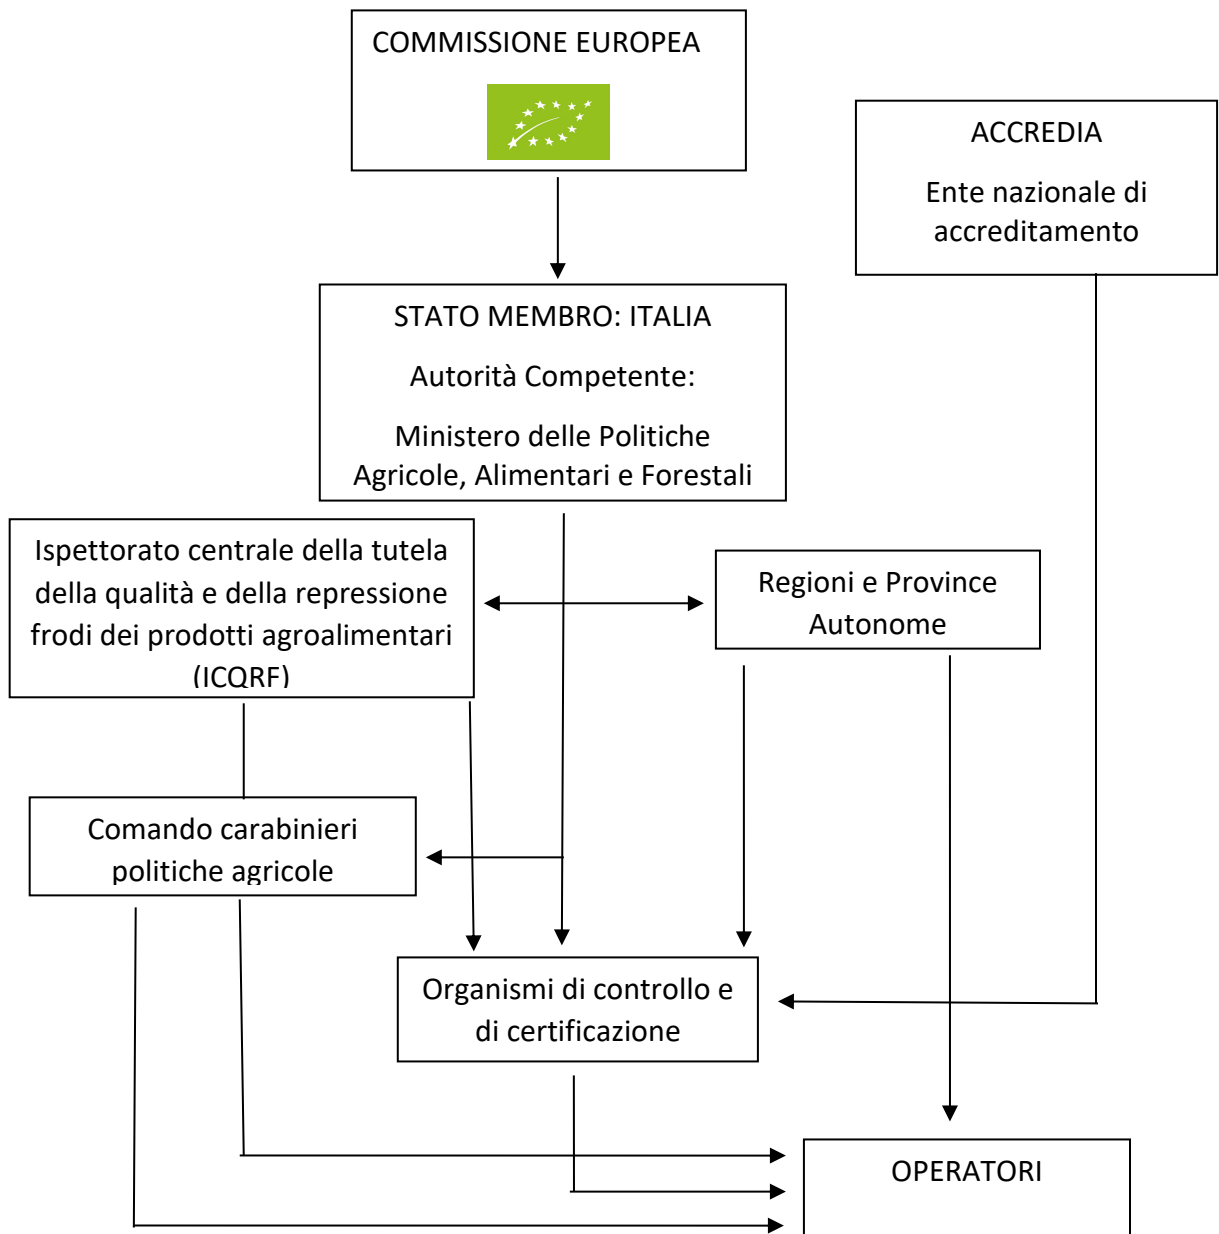 COMMISSIONE EUROPEA
ACCREDIA
Ente nazionale di
accreditamento
STATO MEMBRO: ITALIA
Autorità Competente:
Ministero delle Politiche
Agricole, Alimentari e Forestali
Ispettorato centrale della tutela
della qualità e della repressione
frodi dei prodotti agroalimentari
(ICQRF)
Regioni e Province
Autonome
Comando carabinieri
politiche agricole
Organismi di controllo e
di certificazione
OPERATORI